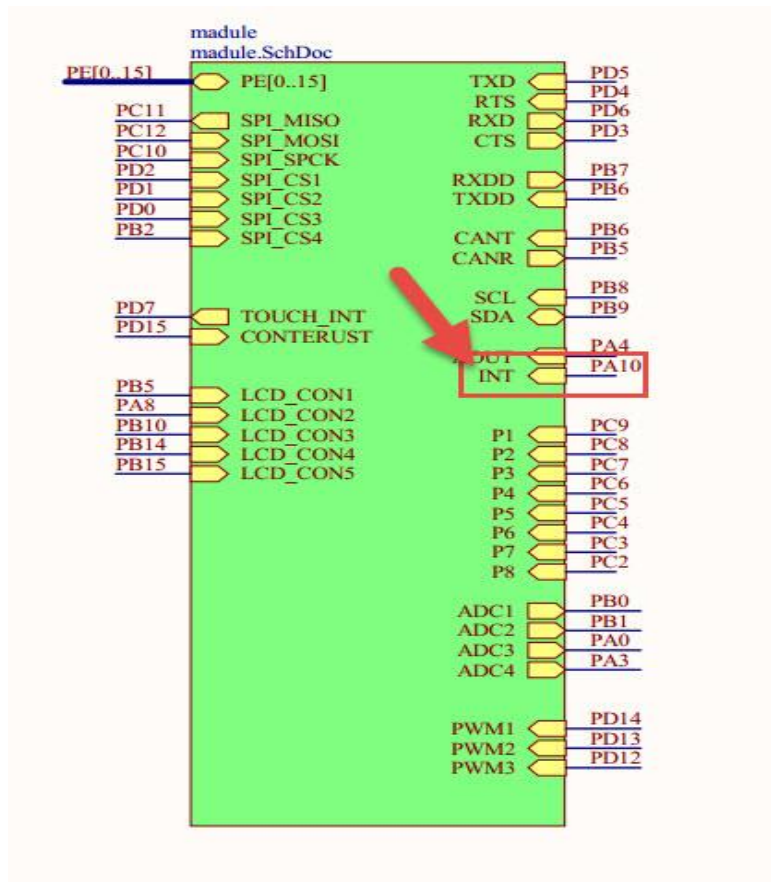 madule
madule.SchDoc
PE[0..15] PE[0..15]
PC11 SPI_MISO
PC12 SPI_MOSI
PC10 SPI_SPCK
PD2 SPI_CS1
PD1 SPI_CS2
PD0 SPI_CS3
PB2 SPI_CS4
PD7 TOUCH_INT
PD15 CONTERUST
PB5 LCD_CON1
PA8 LCD_CON2
PB10 LCD_CON3
PB14 LCD_CON4
PB15 LCD_CON5
TXD PD5
RTS PD4
RXD PD6
CTS PD3
RXDD PB7
TXDD PB6
CANT PB6
CANR PB5
SCL PB8
SDA PB9
PA4
INT PA10
P1 PC9
P2 PC8
P3 PC7
P4 PC6
P5 PC5
P6 PC4
P7 PC3
P8 PC2
ADC1 PB0
ADC2 PB1
ADC3 PA0
ADC4 PA3
PWM1 PD14
PWM2 PD13
PWM3 PD12